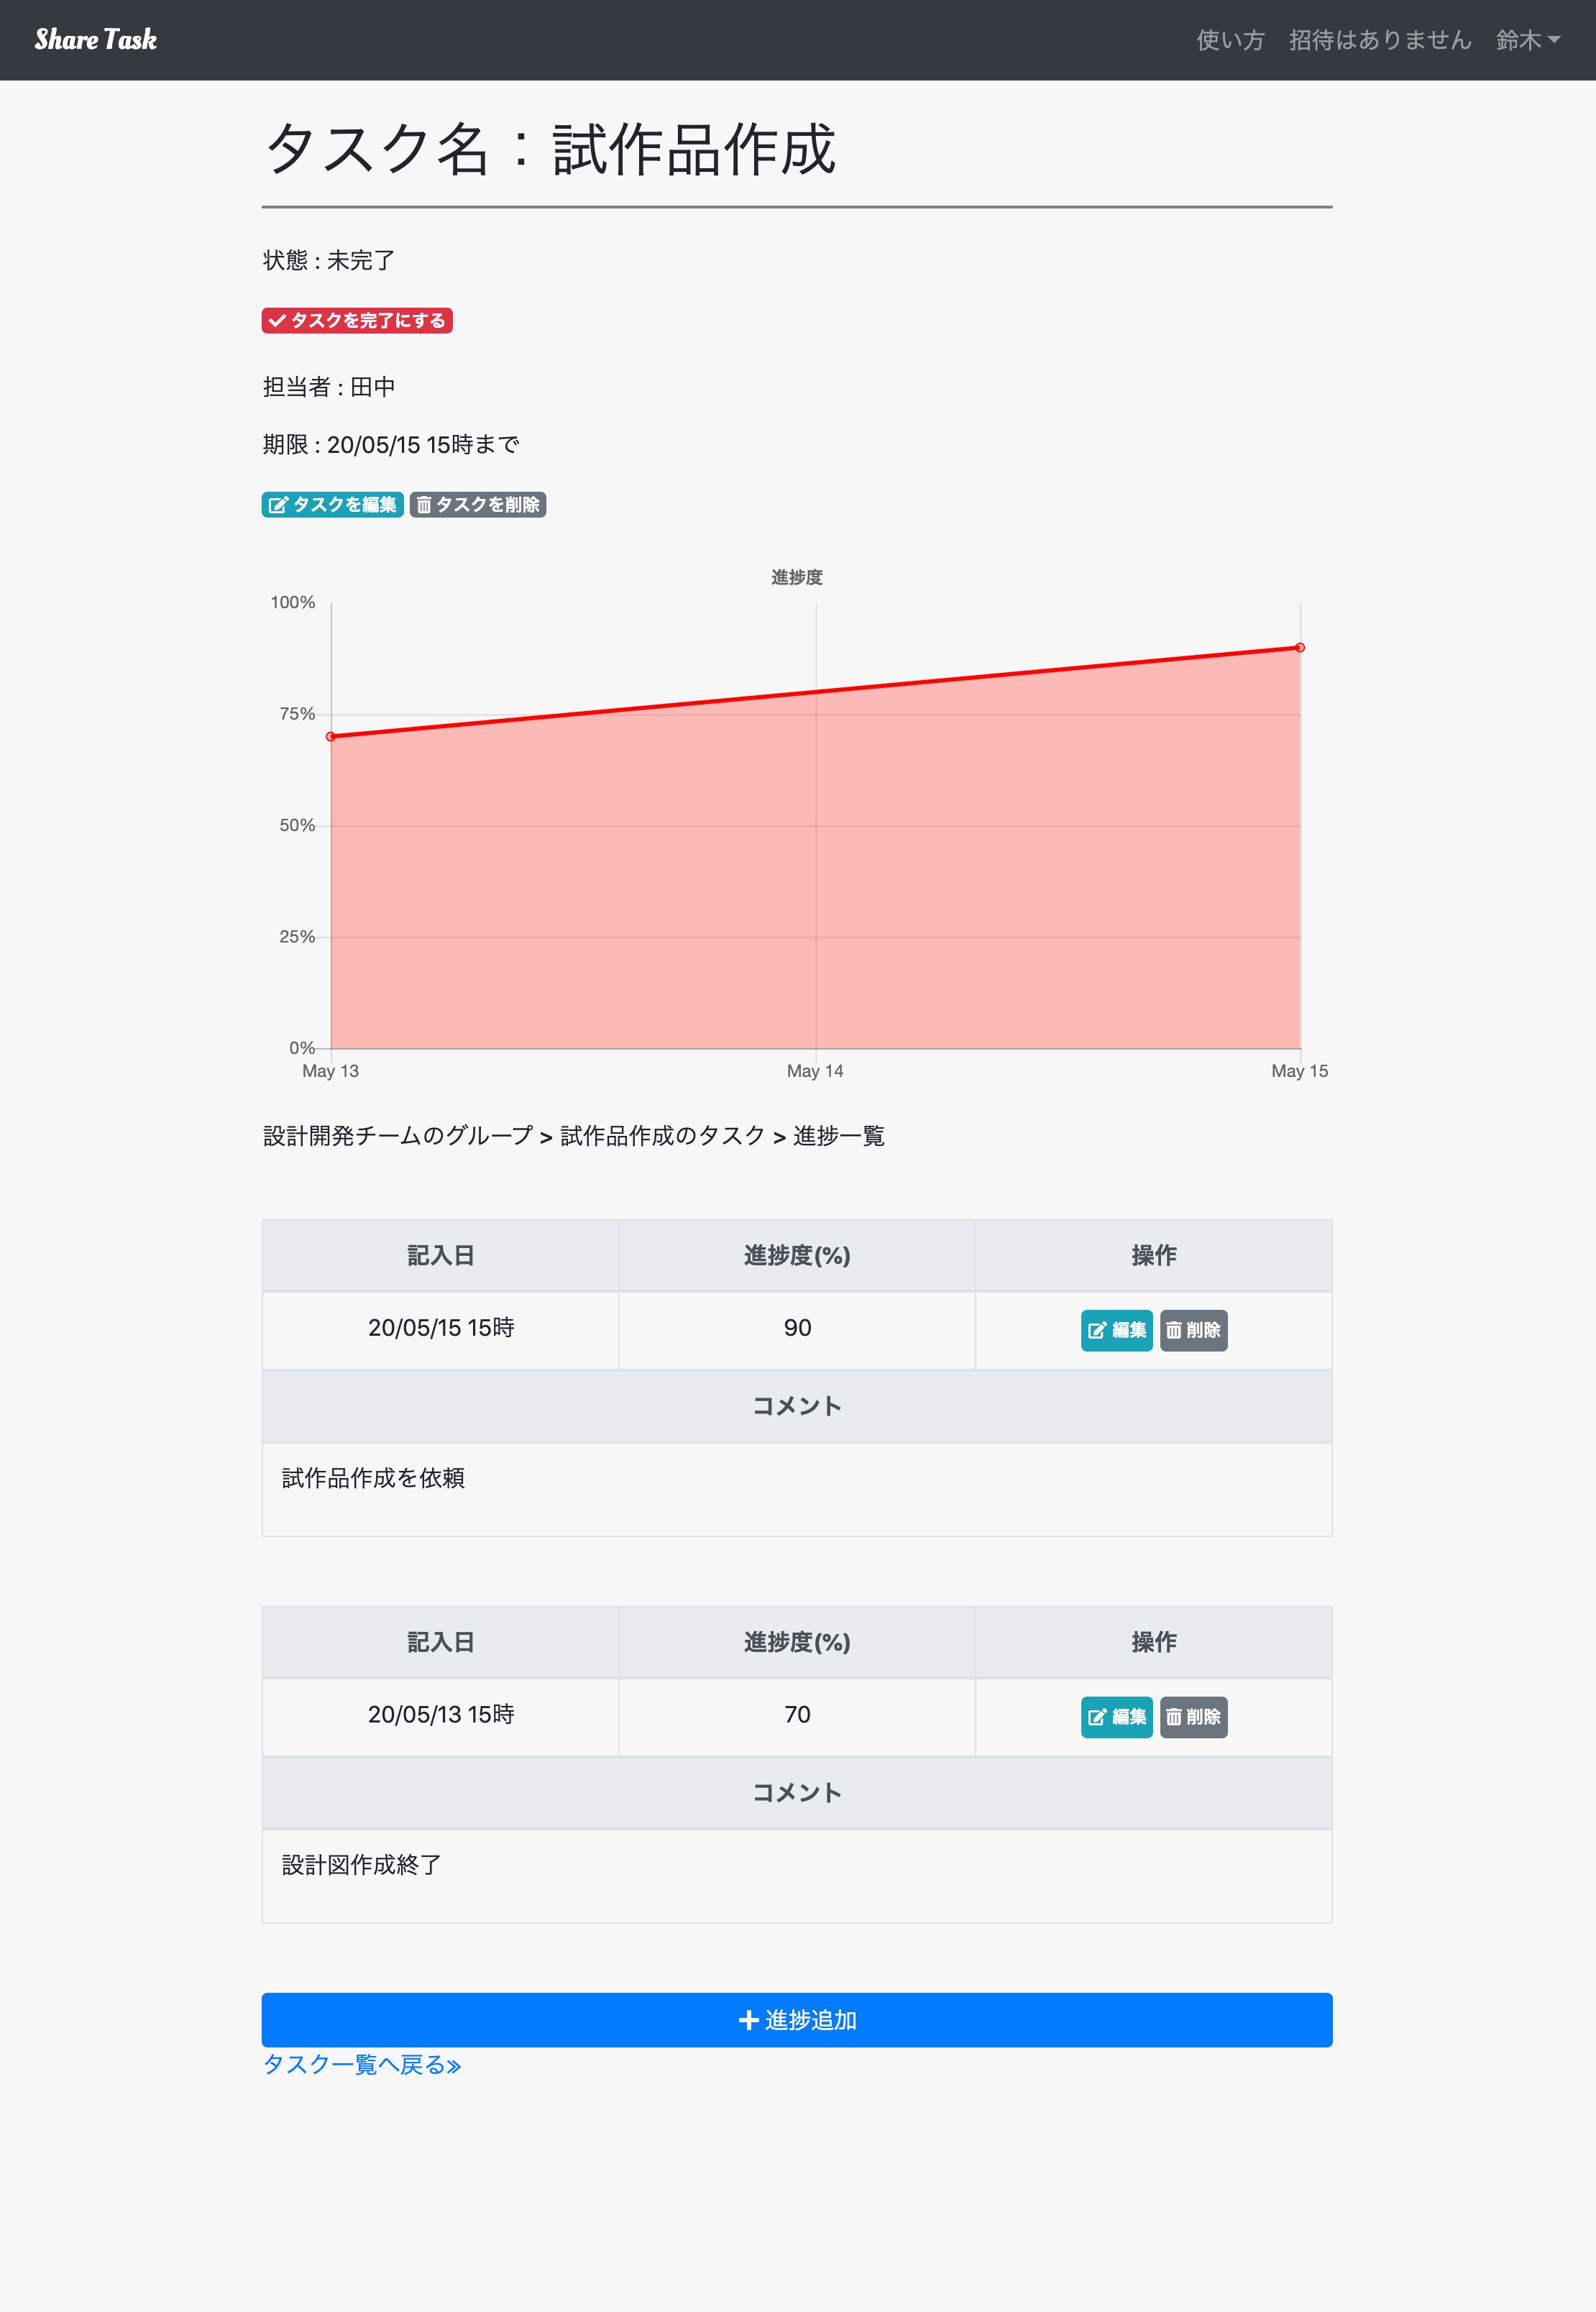 Share Task
使い方 招待はありません 鈴木
タスク名：試作品作成
状態 : 未完了
タスクを完了にする
担当者 : 田中
期限 : 20/05/15 15時まで
タスクを編集 タスクを削除
進捗度
100%
75%
50%
25%
0%
May 13 May 14 May 15
設計開発チームのグループ > 試作品作成のタスク > 進捗一覧
記入日 進捗度(%) 操作
20/05/15 15時 90 編集 削除
コメント
試作品作成を依頼
記入日 進捗度(%) 操作
20/05/13 15時 70 編集 削除
コメント
設計図作成終了
進捗追加
タスク一覧へ戻る»